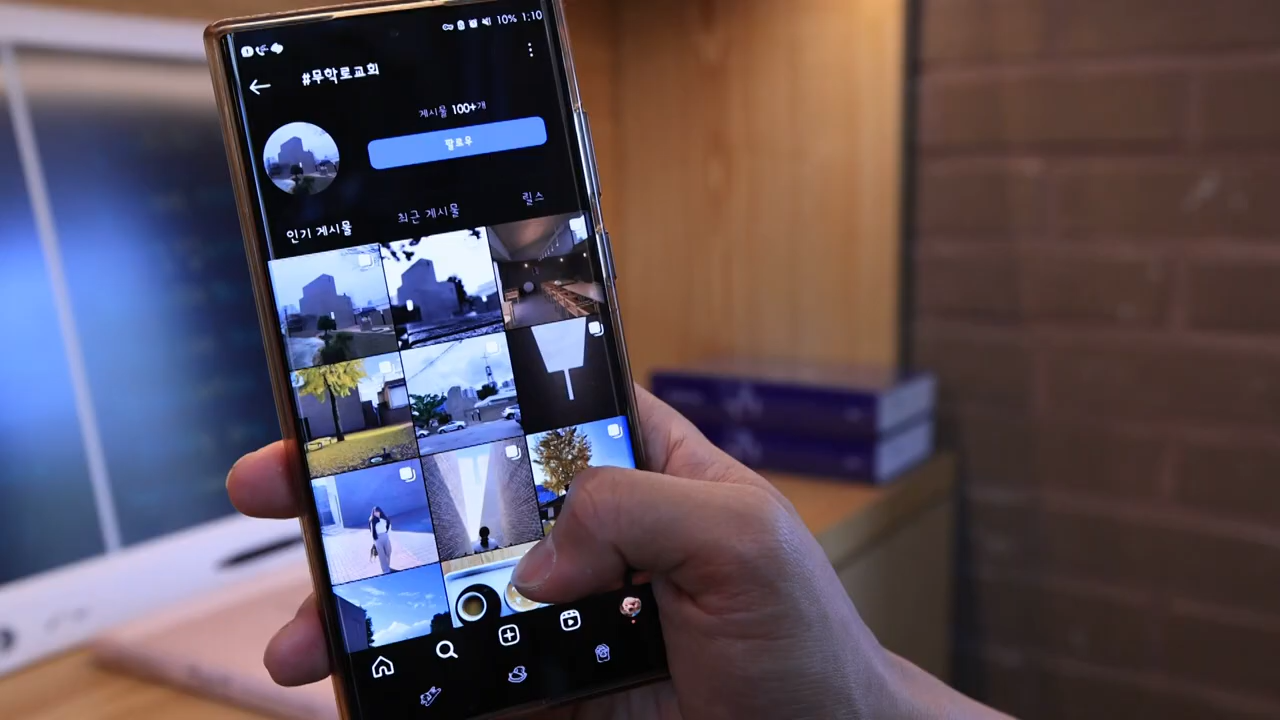 10% 1:10
#무학로교회
게시물 100+개
팔로우
인기 게시물 최근 게시물 릴스